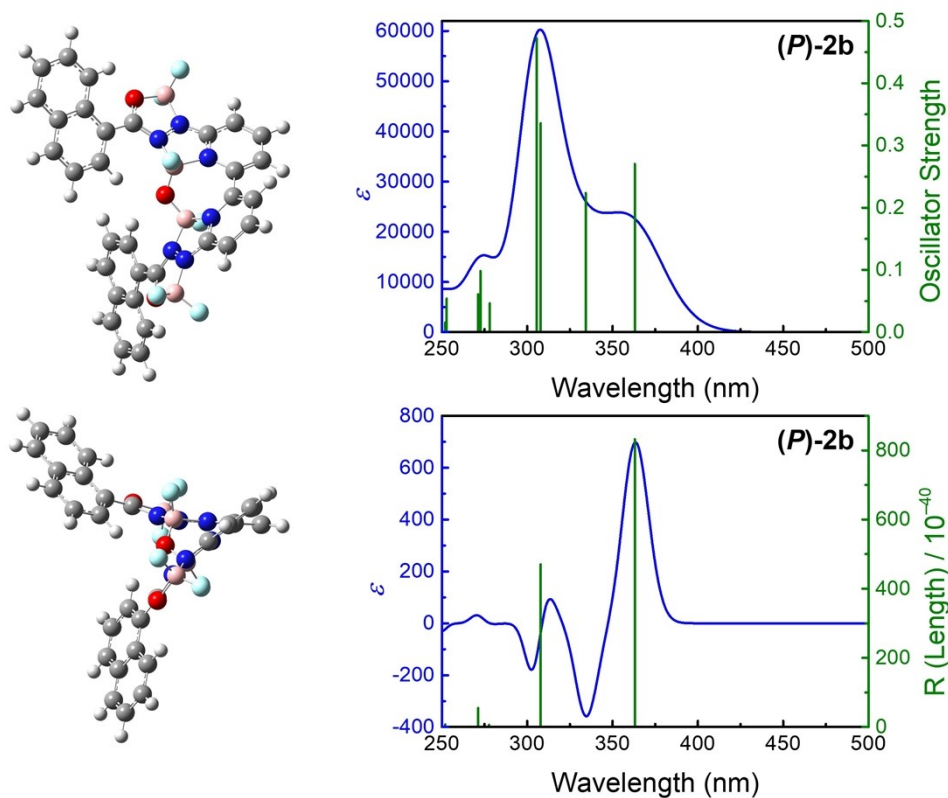 (P)-2b
ε
60000
50000
40000
30000
20000
10000
0
0.5
0.4
0.3
0.2
0.1
0.0
Oscillator Strength
250 300 350 400 450 500
Wavelength (nm)
(P)-2b
ε
800
600
400
200
0
-200
-400
800
600
400
200
0
R (Length) / 10⁻⁴⁰
250 300 350 400 450 500
Wavelength (nm)